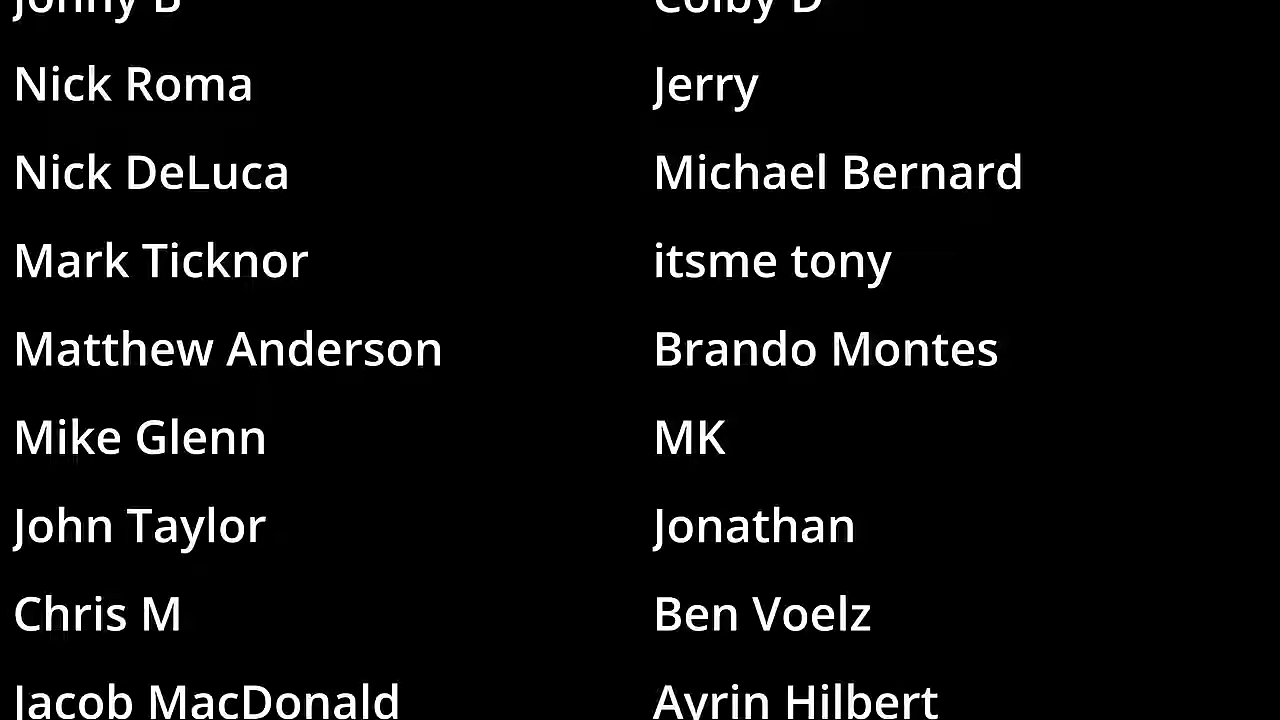 Colby D
Nick Roma
Jerry
Nick DeLuca
Michael Bernard
Mark Ticknor
itsme tony
Matthew Anderson
Brando Montes
Mike Glenn
MK
John Taylor
Jonathan
Chris M
Ben Voelz
Jacob MacDonald
Ayrin Hilbert